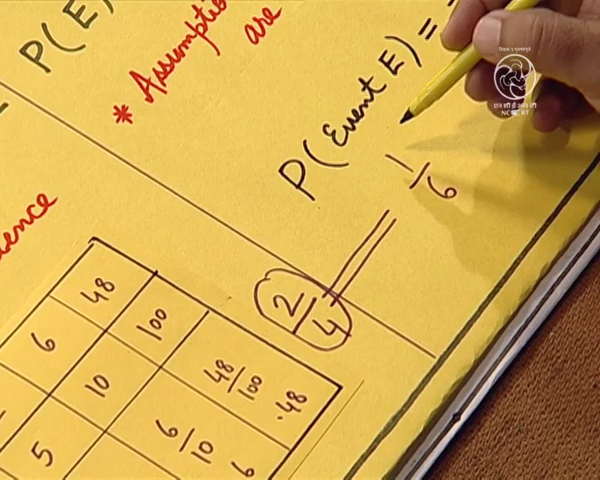 P(E)
* Assumptio
are
P(Event E) =
1/6
2/4
dence
48
100
6
10
48/100
.48
5
6/10
6
NCERT